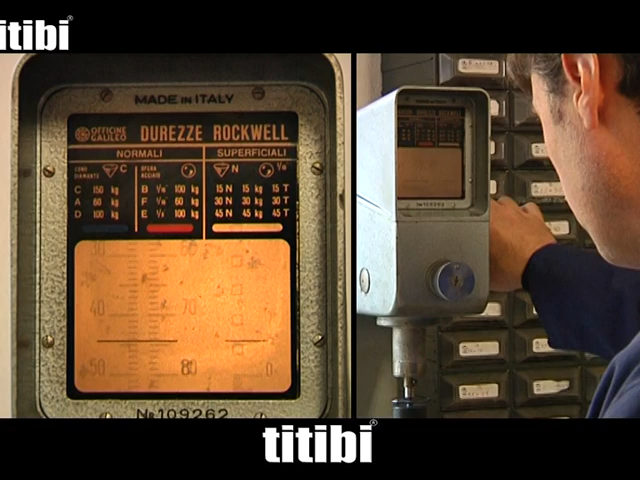 titibi®
MADE IN ITALY
OFFICINE GALILEO DUREZZE ROCKWELL
NORMALI SUPERFICIALI
CONO DIAMANTE C SFERA ACCIAIO N 1/16"
C 150 kg B 1/16" 100 kg 15 N 15 kg 15 T
A 60 kg F 1/16" 60 kg 30 N 30 kg 30 T
D 100 kg E 1/8" 100 kg 45 N 45 kg 45 T
30
40 70
50 80 0
No 109262
titibi®